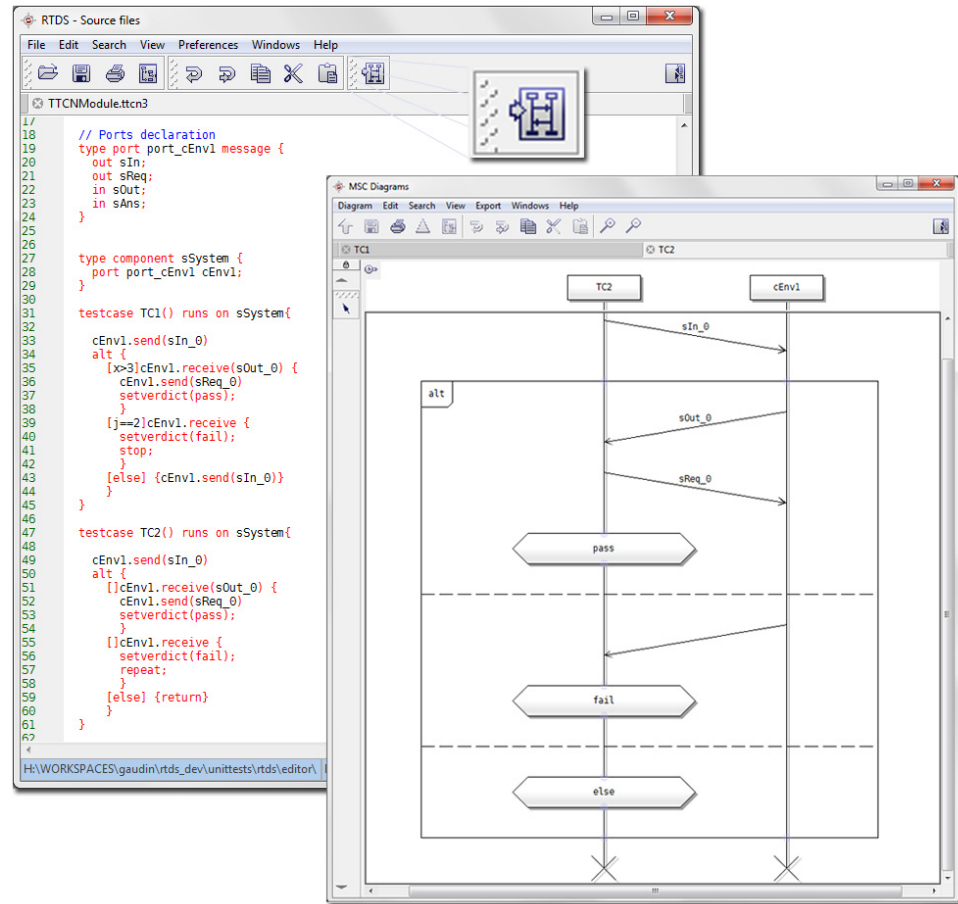 RTDS - Source files
File Edit Search View Preferences Windows Help
TTCNModule.ttcn3
17
18 // Ports declaration
19 type port port_cEnv1 message {
20 out sIn;
21 out sReq;
22 in sOut;
23 in sAns;
24 }
25
26
27 type component sSystem {
28 port port_cEnv1 cEnv1;
29 }
30
31 testcase TC1() runs on sSystem{
32
33 cEnv1.send(sIn_0)
34 alt {
35 [x>3]cEnv1.receive(sOut_0) {
36 cEnv1.send(sReq_0)
37 setverdict(pass);
38 }
39 [j==2]cEnv1.receive {
40 setverdict(fail);
41 stop;
42 }
43 [else] {cEnv1.send(sIn_0)}
44 }
45 }
46
47 testcase TC2() runs on sSystem{
48
49 cEnv1.send(sIn_0)
50 alt {
51 []cEnv1.receive(sOut_0) {
52 cEnv1.send(sReq_0)
53 setverdict(pass);
54 }
55 []cEnv1.receive {
56 setverdict(fail);
57 repeat;
58 }
59 [else] {return}
60 }
61 }
62
H:\WORKSPACES\gaudin\rtds_dev\unittests\rtds\editor\
MSC Diagrams
Diagram Edit Search View Export Windows Help
TC1 TC2
TC2 cEnv1
sIn_0
alt
sOut_0
sReq_0
pass
fail
else